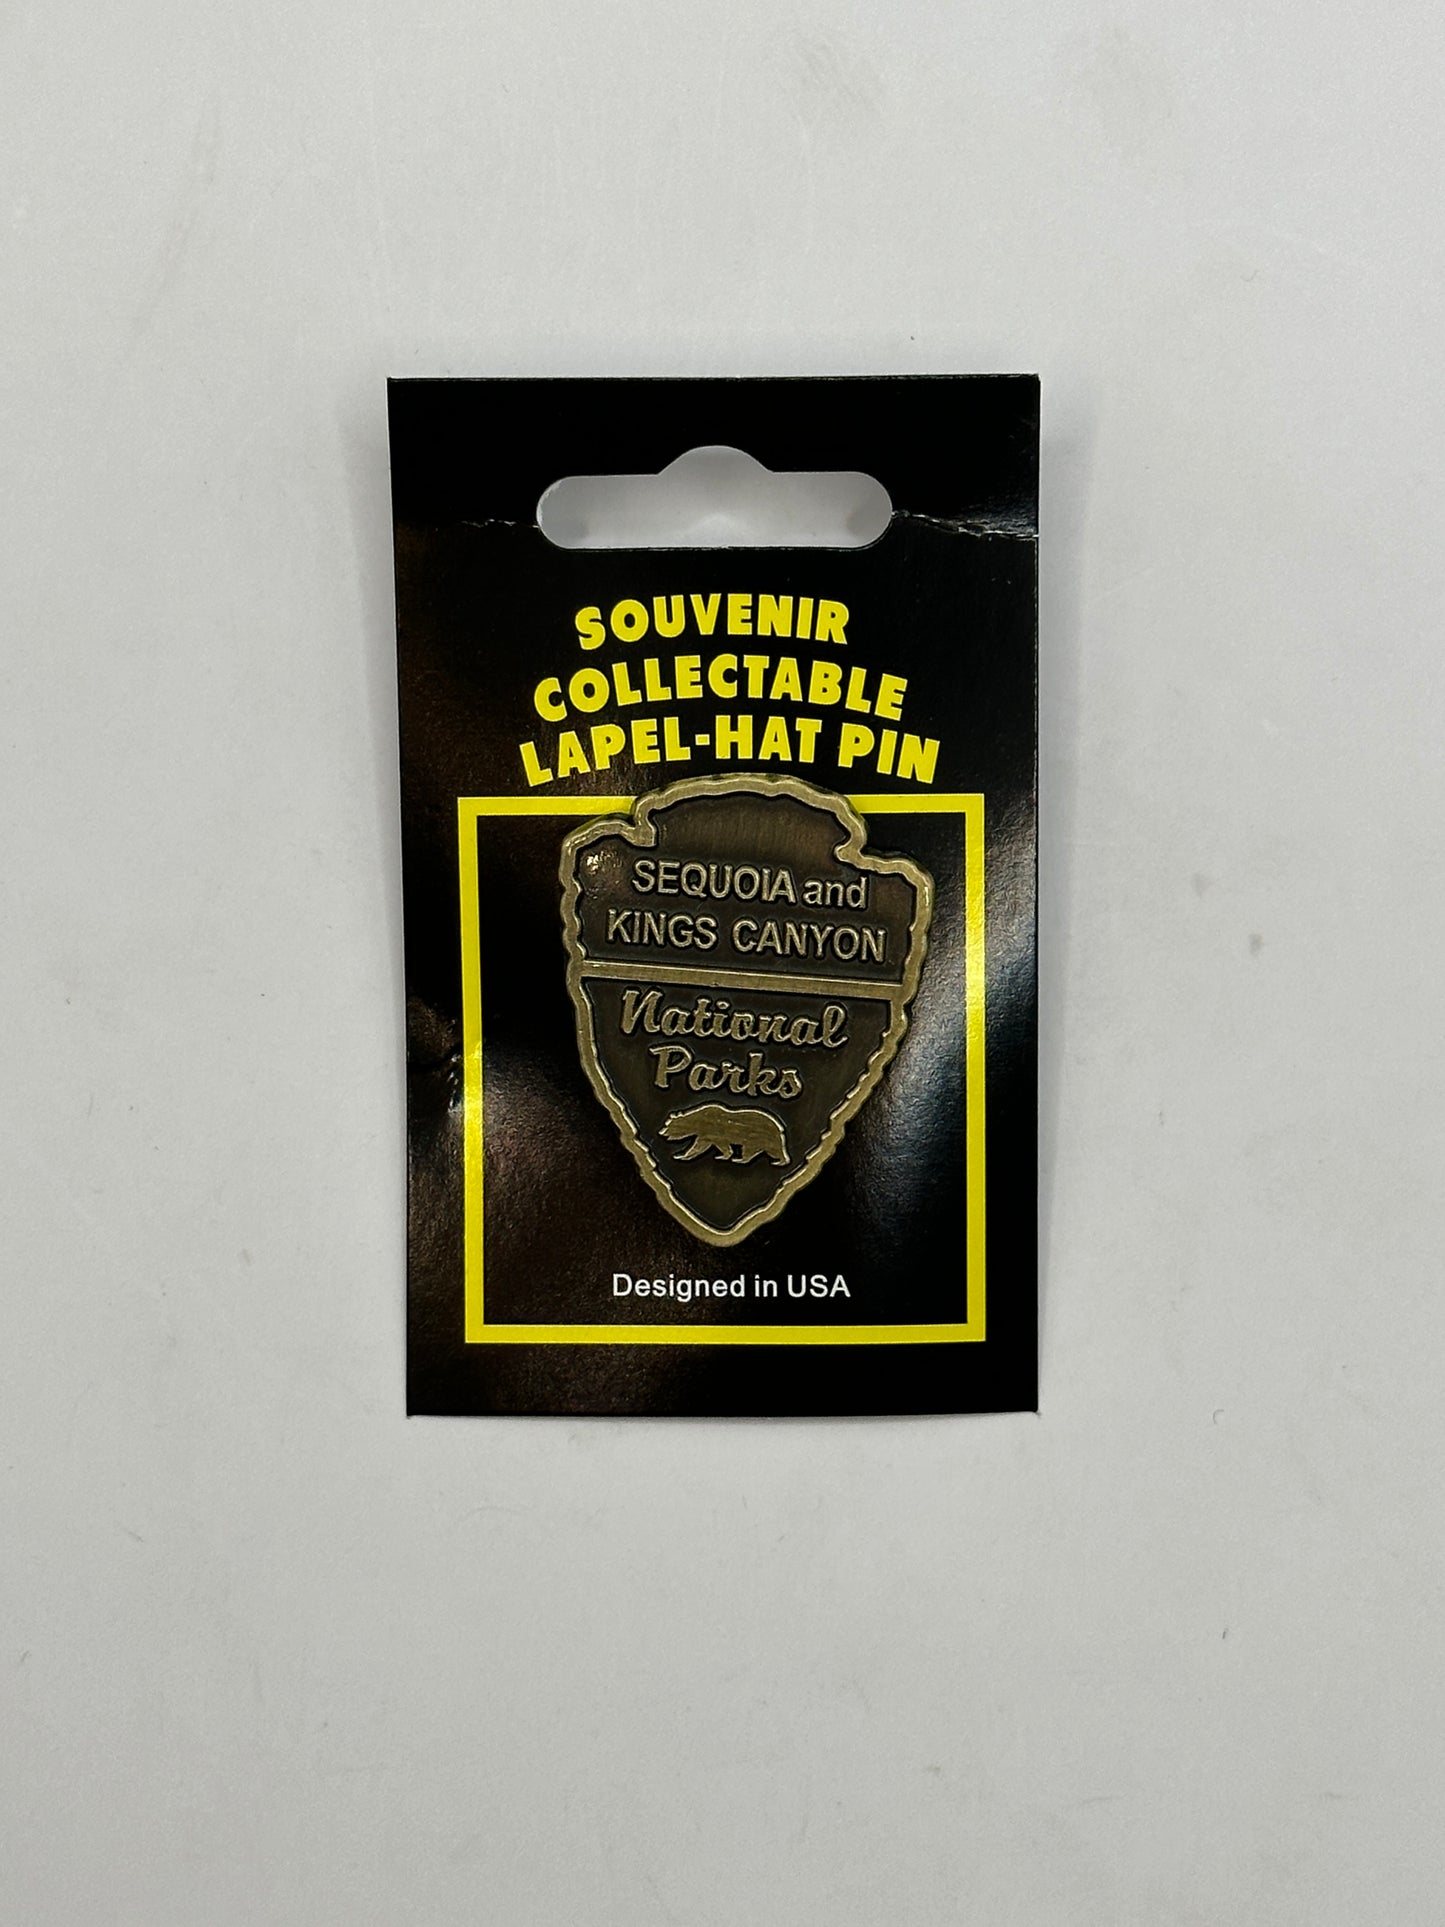 SOUVENIR
COLLECTABLE
LAPEL-HAT PIN
SEQUOIA and
KINGS CANYON
National
Parks
Designed in USA